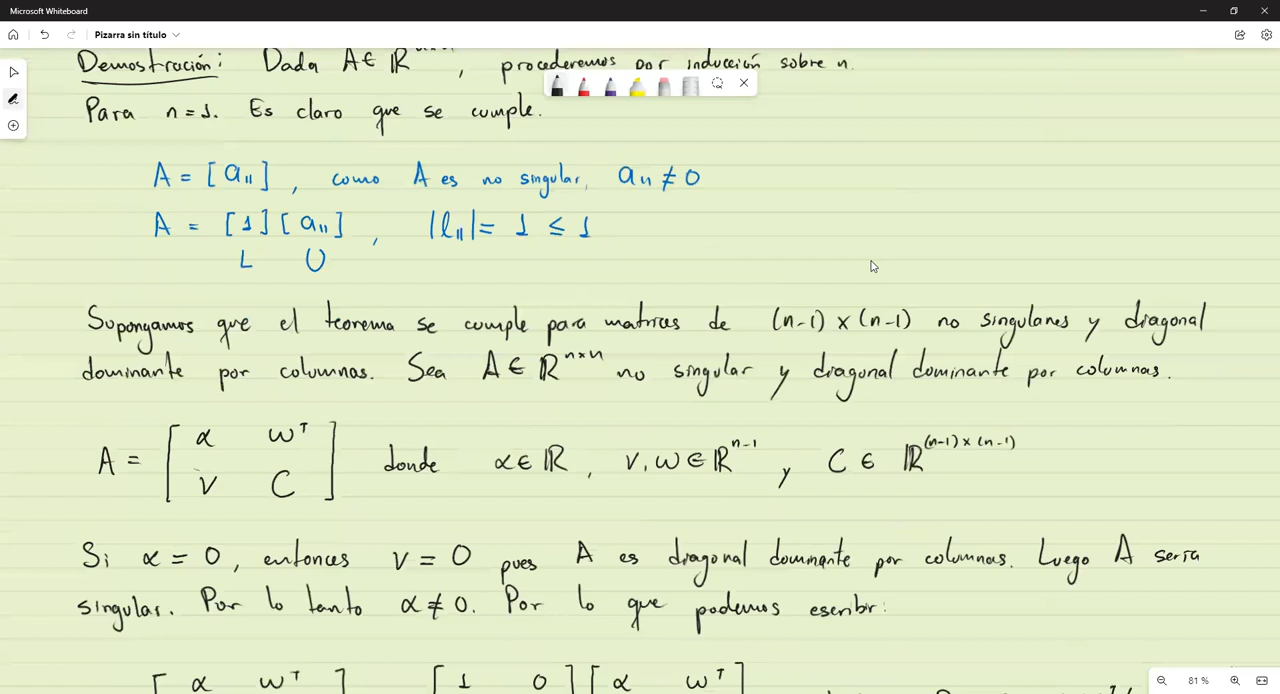 Microsoft Whiteboard
Pizarra sin título
Demostración: Dada A ∈ ℝ , procederemos por inducción sobre n.
Para n = 1. Es claro que se cumple.
A = [a₁₁] , como A es no singular, a₁₁ ≠ 0
A = [1][a₁₁] , |l₁₁| = 1 ≤ 1
L U
Supongamos que el teorema se cumple para matrices de (n-1) x (n-1) no singulares y diagonal
dominante por columnas. Sea A ∈ ℝⁿˣⁿ no singular y diagonal dominante por columnas.
A = [ α wᵀ
v C ] donde α ∈ ℝ, v, w ∈ ℝⁿ⁻¹ y C ∈ ℝ⁽ⁿ⁻¹⁾ˣ⁽ⁿ⁻¹⁾
Si α = 0, entonces v = 0 pues A es diagonal dominante por columnas. Luego A sería
singular. Por lo tanto α ≠ 0. Por lo que podemos escribir:
[ α wᵀ ] [ 1 0 ] [ α wᵀ ]
81 %